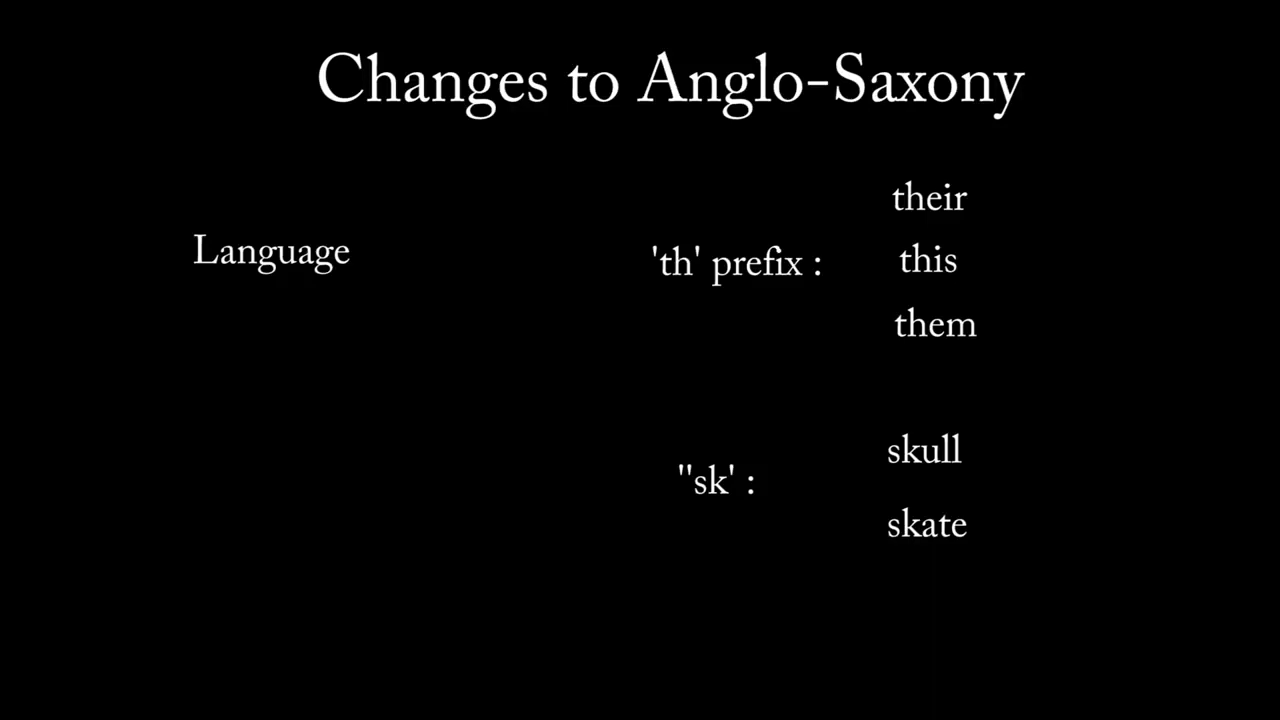 Changes to Anglo-Saxony
Language
'th' prefix :
their
this
them
"sk' :
skull
skate